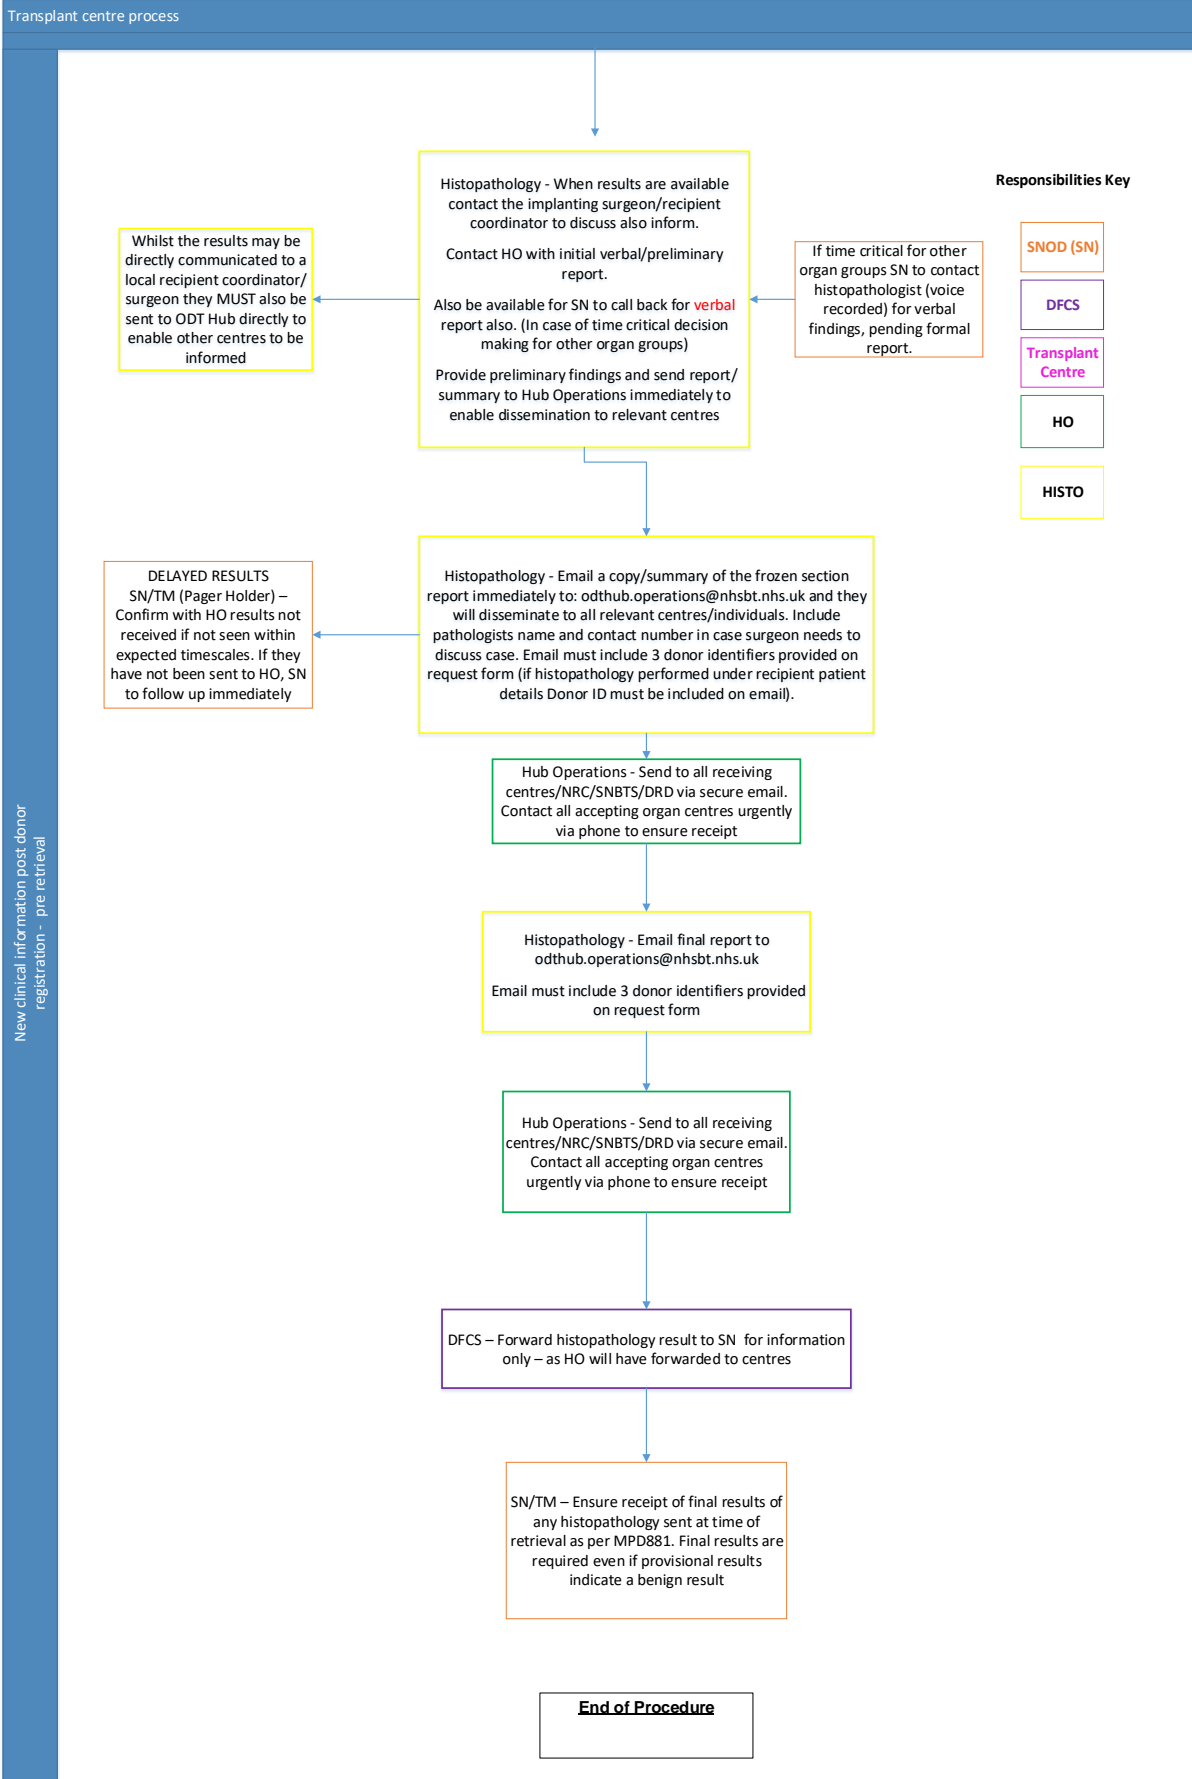 Transplant centre process
New clinical information post donor
registration -  pre retrieval
Histopathology - When results are available
contact the implanting surgeon/recipient
coordinator to discuss also inform.
Contact HO with initial verbal/preliminary
report.
Also be available for SN to call back for verbal
report also. (In case of time critical decision
making for other organ groups)
Provide preliminary findings and send report/
summary to Hub Operations immediately to
enable dissemination to relevant centres
Whilst the results may be
directly communicated to a
local recipient coordinator/
surgeon they MUST also be
sent to ODT Hub directly to
enable other centres to be
informed
If time critical for other
organ groups SN to contact
histopathologist (voice
recorded) for verbal
findings, pending formal
report.
Responsibilities Key
SNOD (SN)
DFCS
Transplant
Centre
HO
HISTO
DELAYED RESULTS
SN/TM (Pager Holder) –
Confirm with HO results not
received if not seen within
expected timescales. If they
have not been sent to HO, SN
to follow up immediately
Histopathology - Email a copy/summary of the frozen section
report immediately to: odthub.operations@nhsbt.nhs.uk and they
will disseminate to all relevant centres/individuals. Include
pathologists name and contact number in case surgeon needs to
discuss case. Email must include 3 donor identifiers provided on
request form (if histopathology performed under recipient patient
details Donor ID must be included on email).
Hub Operations - Send to all receiving
centres/NRC/SNBTS/DRD via secure email.
Contact all accepting organ centres urgently
via phone to ensure receipt
Histopathology - Email final report to
odthub.operations@nhsbt.nhs.uk
Email must include 3 donor identifiers provided
on request form
Hub Operations - Send to all receiving
centres/NRC/SNBTS/DRD via secure email.
Contact all accepting organ centres
urgently via phone to ensure receipt
DFCS – Forward histopathology result to SN  for information
only – as HO will have forwarded to centres
SN/TM – Ensure receipt of final results of
any histopathology sent at time of
retrieval as per MPD881. Final results are
required even if provisional results
indicate a benign result
End of Procedure